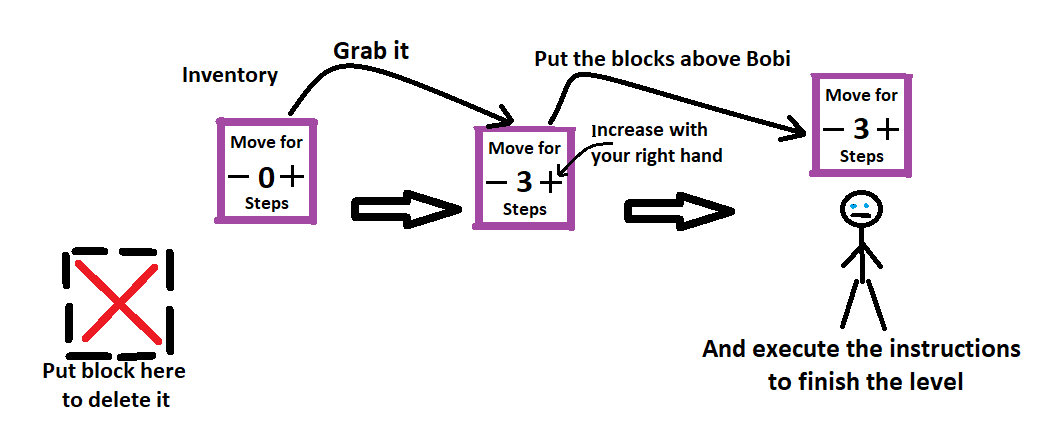 Inventory
Grab it
Put the blocks above Bobi
Move for
- 0 +
Steps
Move for
- 3 +
Steps
Increase with
your right hand
Move for
- 3 +
Steps
Put block here
to delete it
And execute the instructions
to finish the level